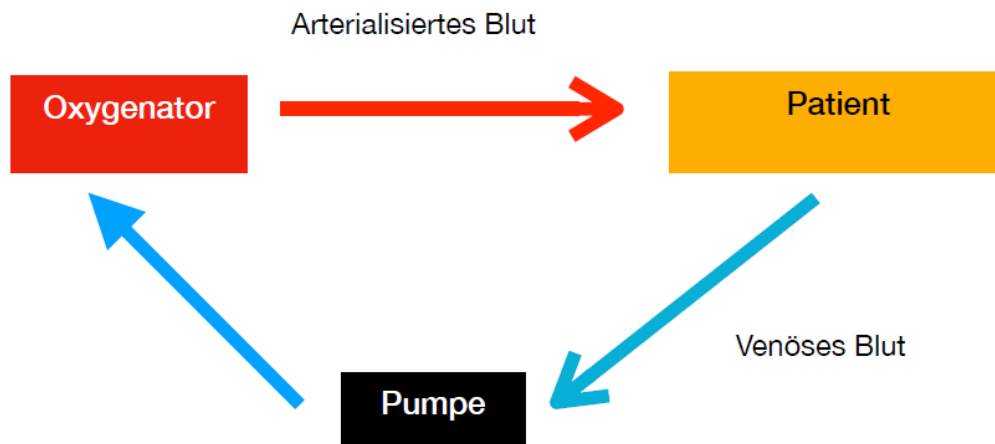 Arterialisiertes Blut
Oxygenator
Patient
Venöses Blut
Pumpe